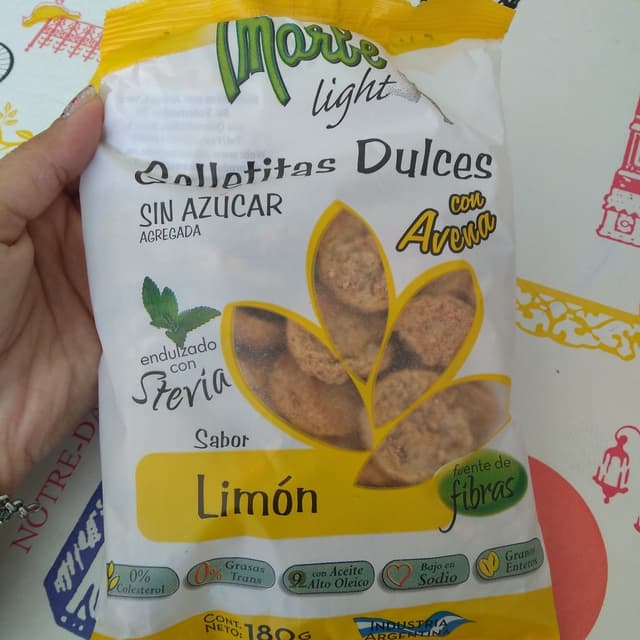 light
Galletitas Dulces
SIN AZUCAR
AGREGADA
con
Avena
endulzado
con
Stevia
Sabor
Limón
fuente de
fibras
0%
Colesterol
0% Grasas
Trans
9 con Aceite
Alto Oleico
Bajo en
Sodio
Granos
Enteros
CONT.
NETO: 180G
INDUSTRIA
ARGENTINA